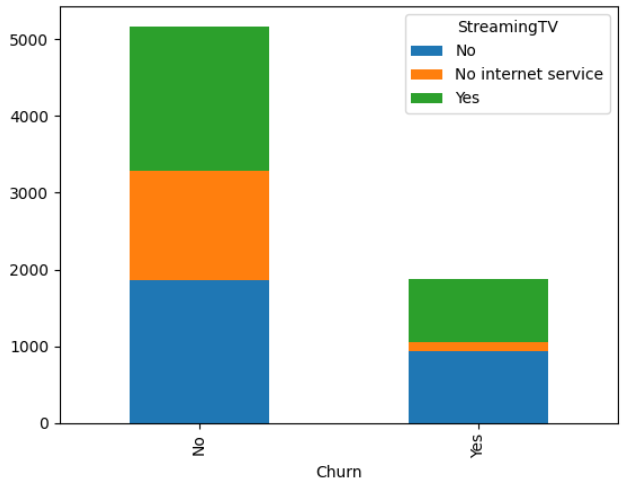 5000
4000
3000
2000
1000
0
StreamingTV
No
No internet service
Yes
No
Yes
Churn